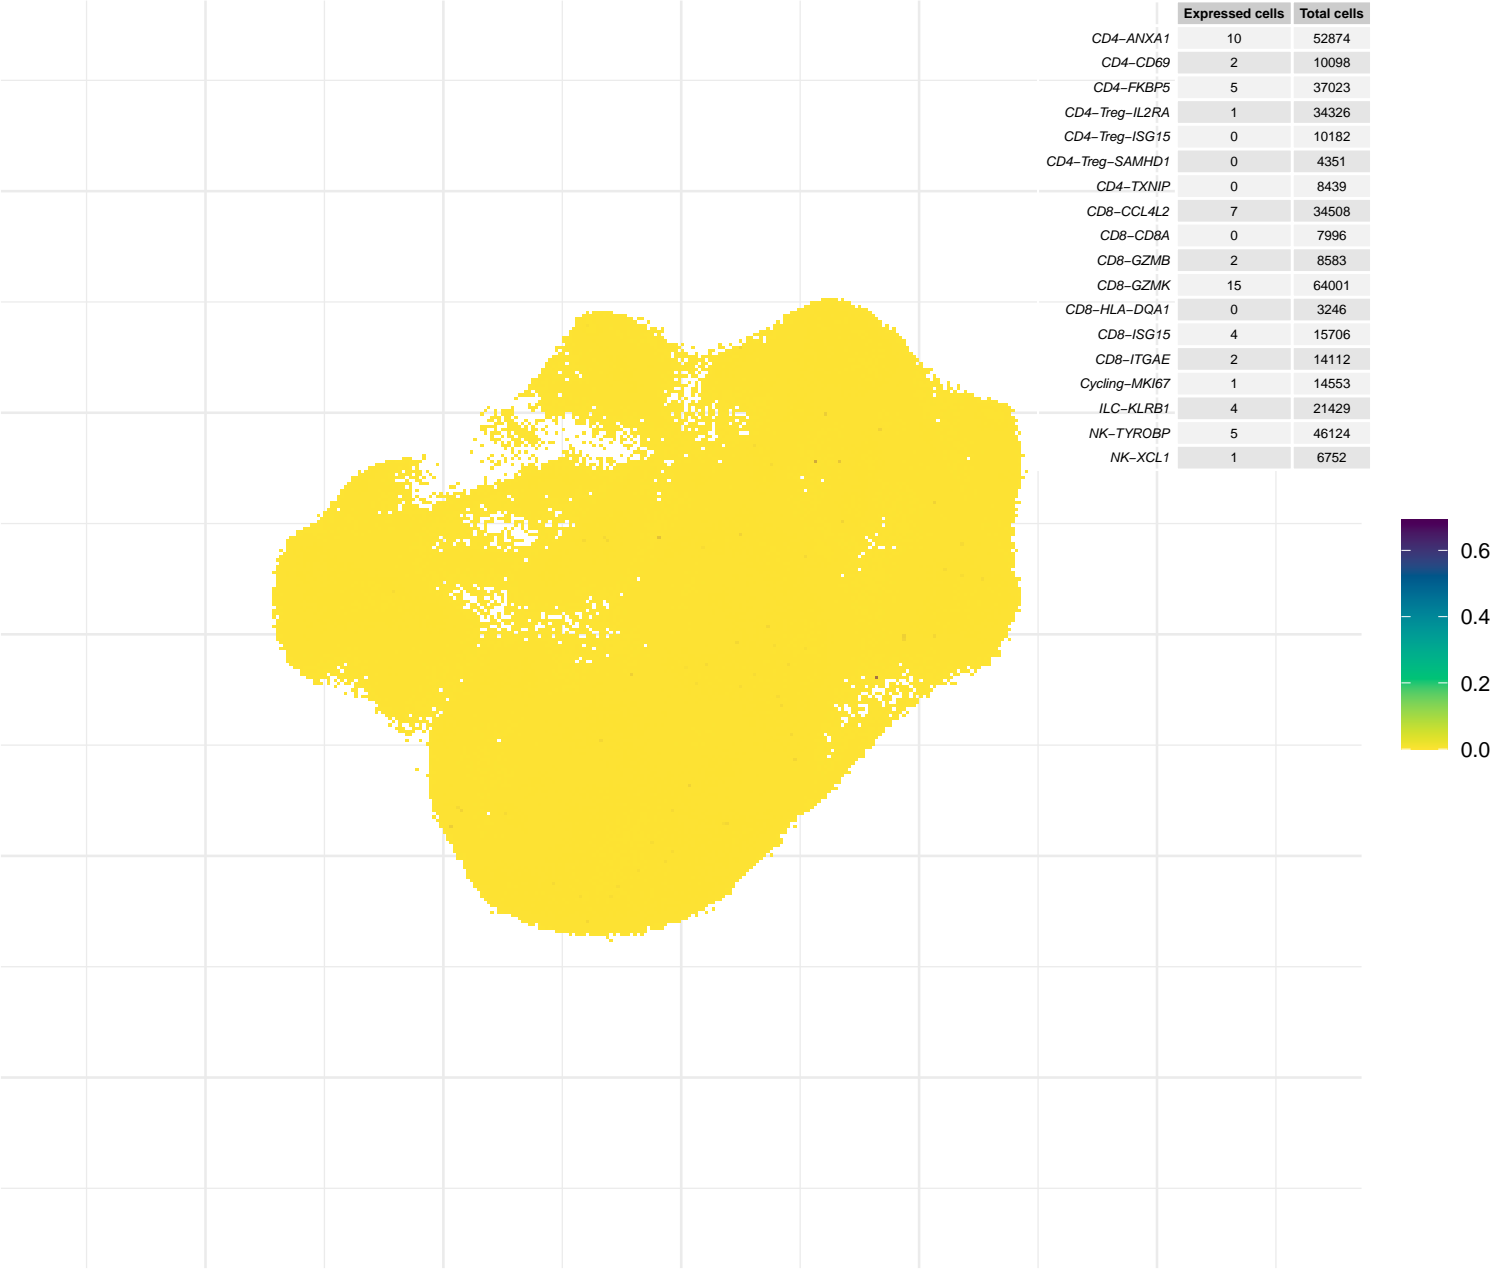 Expressed cells Total cells
CD4−ANXA1 10 52874
CD4−CD69 2 10098
CD4−FKBP5 5 37023
CD4−Treg−IL2RA 1 34326
CD4−Treg−ISG15 0 10182
CD4−Treg−SAMHD1 0 4351
CD4−TXNIP 0 8439
CD8−CCL4L2 7 34508
CD8−CD8A 0 7996
CD8−GZMB 2 8583
CD8−GZMK 15 64001
CD8−HLA−DQA1 0 3246
CD8−ISG15 4 15706
CD8−ITGAE 2 14112
Cycling−MKI67 1 14553
ILC−KLRB1 4 21429
NK−TYROBP 5 46124
NK−XCL1 1 6752
0.6
0.4
0.2
0.0